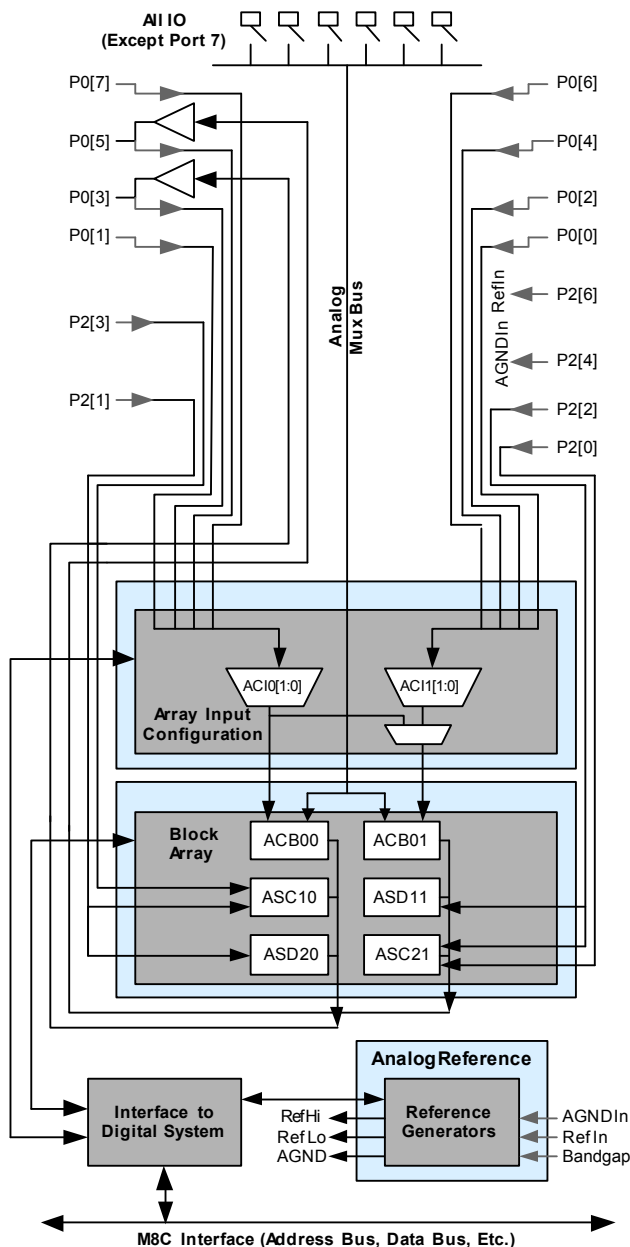 All IO
(Except Port 7)
P0[7]
P0[5]
P0[3]
P0[1]
P2[3]
P2[1]
P0[6]
P0[4]
P0[2]
P0[0]
P2[6]
P2[4]
P2[2]
P2[0]
AGNDIn RefIn
Analog
Mux Bus
ACI0[1:0]
ACI1[1:0]
Array Input
Configuration
Block
Array
ACB00
ACB01
ASC10
ASD11
ASD20
ASC21
Analog Reference
Interface to
Digital System
Reference
Generators
RefHi
RefLo
AGND
AGNDIn
RefIn
Bandgap
M8C Interface (Address Bus, Data Bus, Etc.)